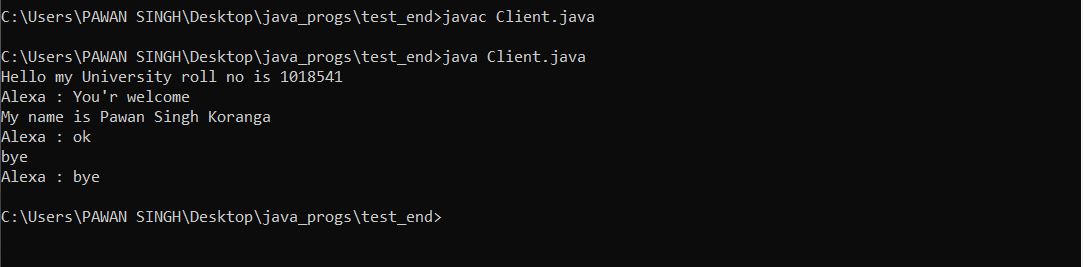 C:\Users\PAWAN SINGH\Desktop\java_progs\test_end>javac Client.java
C:\Users\PAWAN SINGH\Desktop\java_progs\test_end>java Client.java
Hello my University roll no is 1018541
Alexa : You'r welcome
My name is Pawan Singh Koranga
Alexa : ok
bye
Alexa : bye
C:\Users\PAWAN SINGH\Desktop\java_progs\test_end>